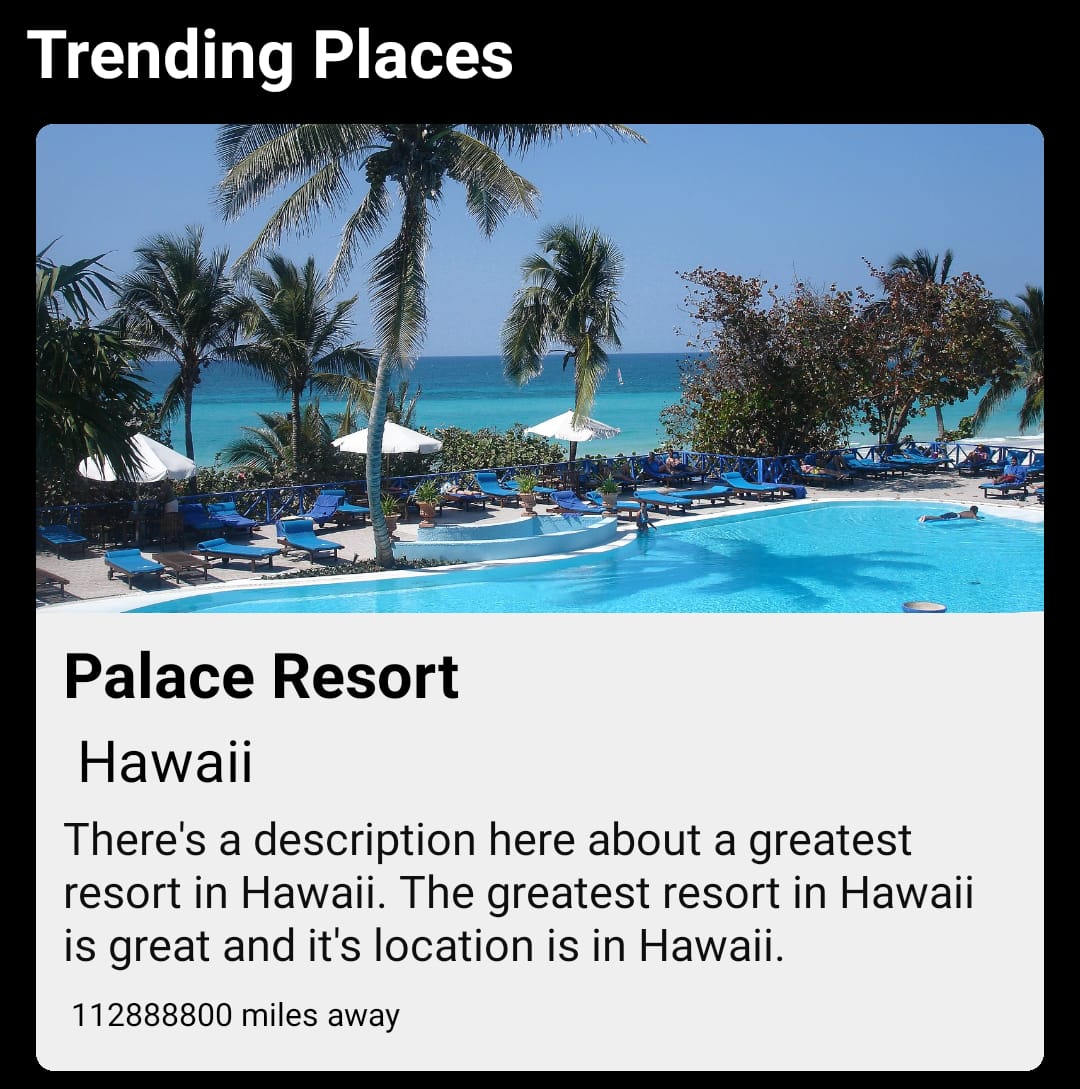 Trending Places
Palace Resort
Hawaii
There's a description here about a greatest
resort in Hawaii. The greatest resort in Hawaii
is great and it's location is in Hawaii.
112888800 miles away